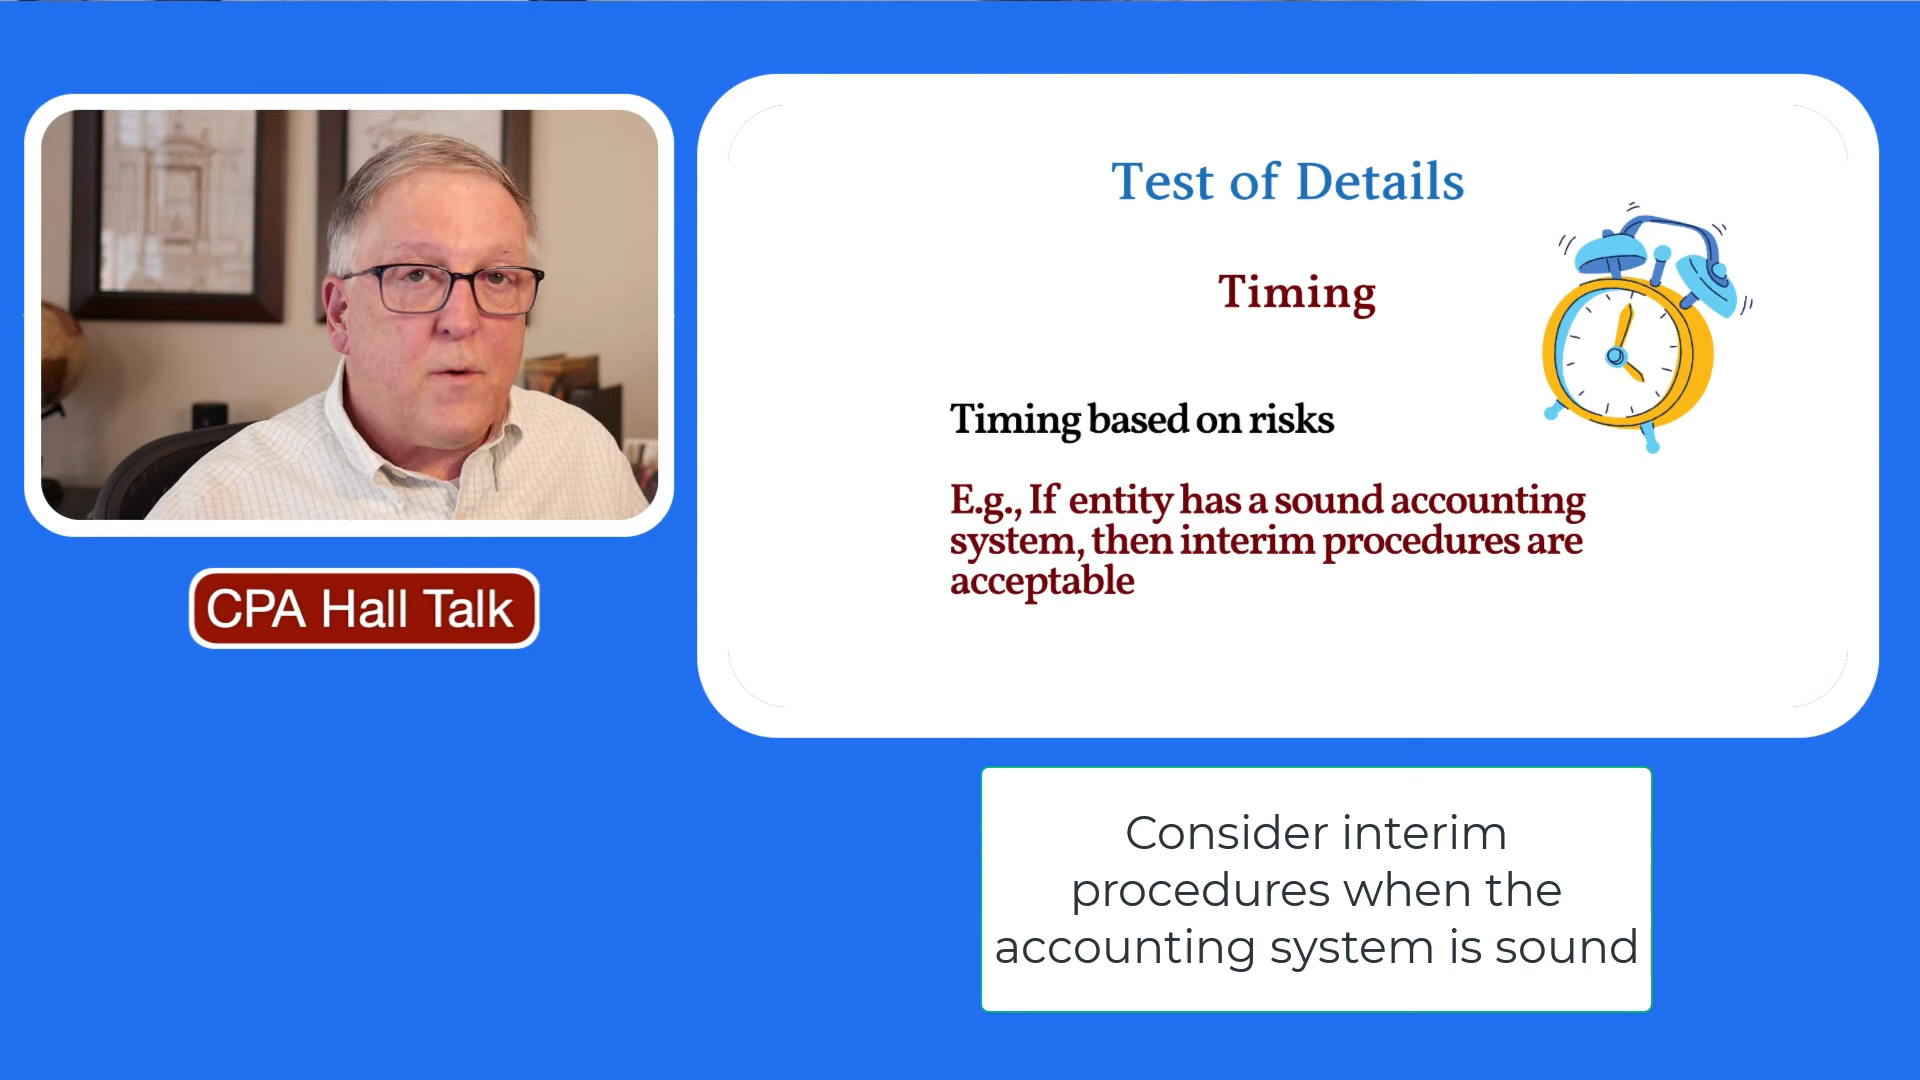 Test of Details
Timing
Timing based on risks
E.g., If entity has a sound accounting
system, then interim procedures are
acceptable
CPA Hall Talk
Consider interim
procedures when the
accounting system is sound